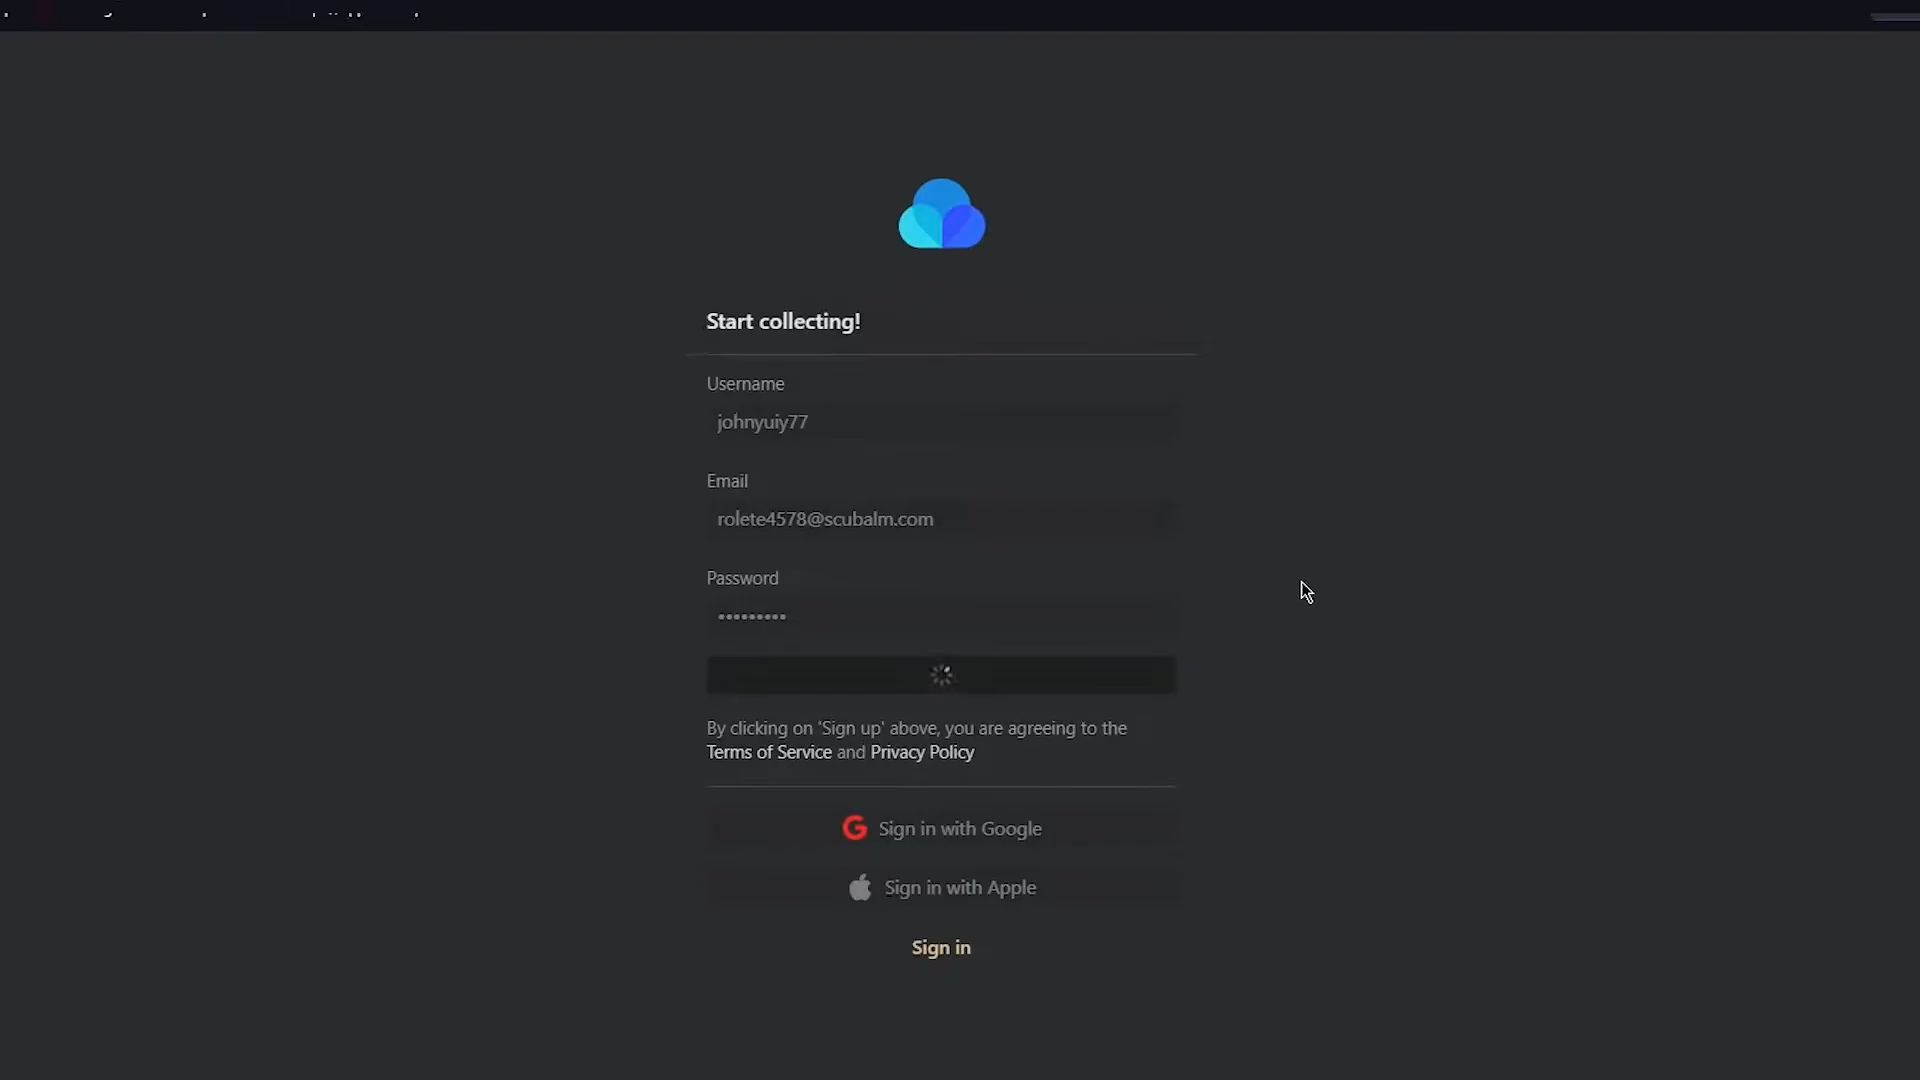 Start collecting!
Username
johnyuiy77
Email
rolete4578@scubalm.com
Password
•••••••••
By clicking on 'Sign up' above, you are agreeing to the
Terms of Service and Privacy Policy
Sign in with Google
Sign in with Apple
Sign in